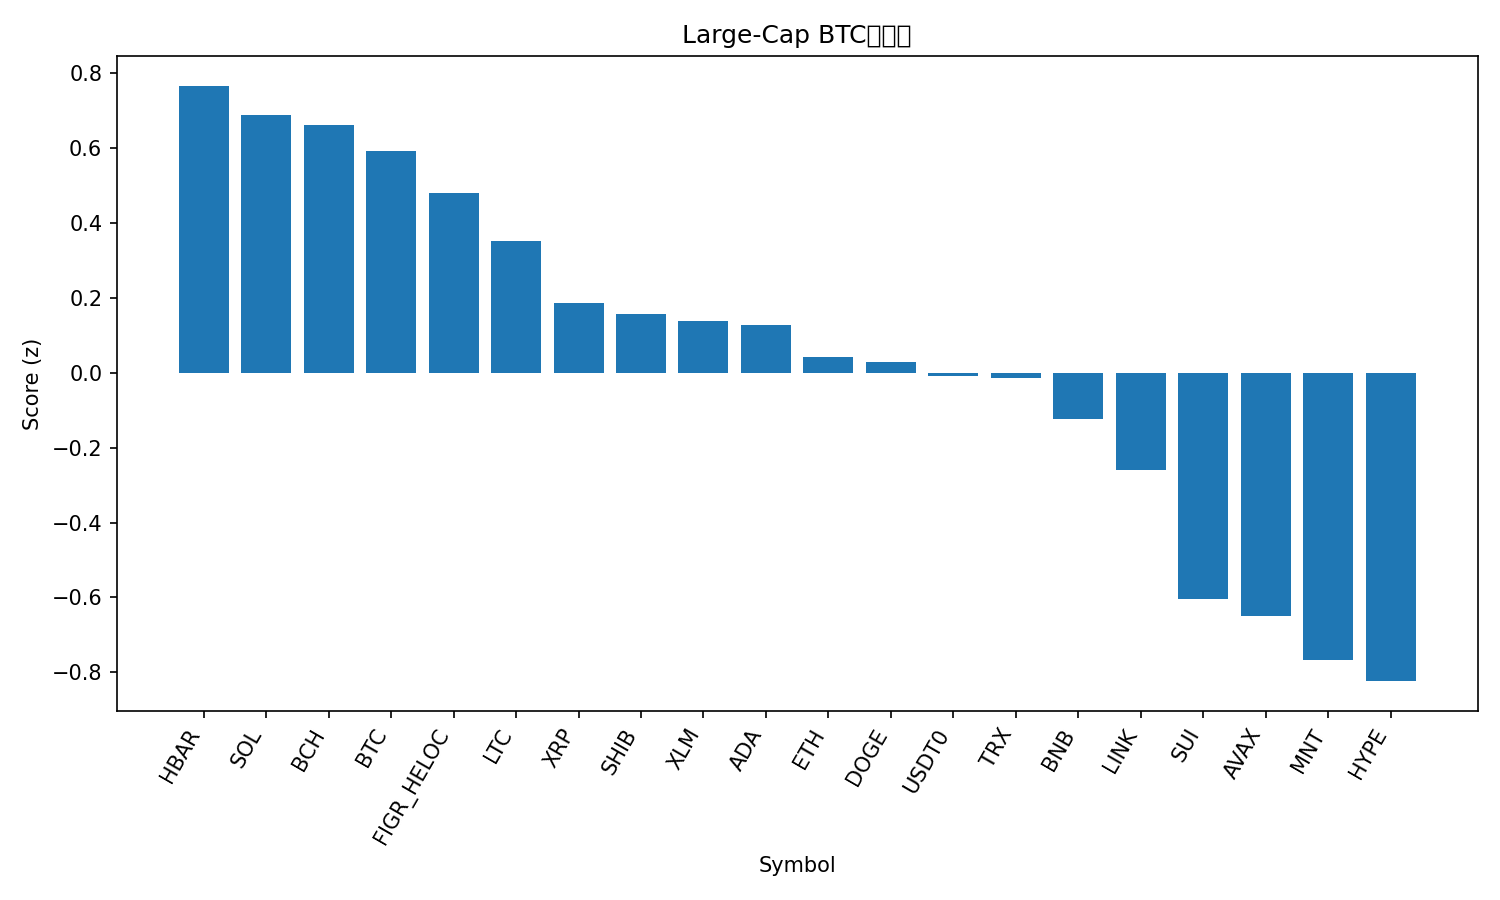 Large-Cap BTC
0.8
0.6
0.4
0.2
0.0
−0.2
−0.4
−0.6
−0.8
Score (z)
HBAR
SOL
BCH
BTC
FIGR_HELOC
LTC
XRP
SHIB
XLM
ADA
ETH
DOGE
USDT0
TRX
BNB
LINK
SUI
AVAX
MNT
HYPE
Symbol